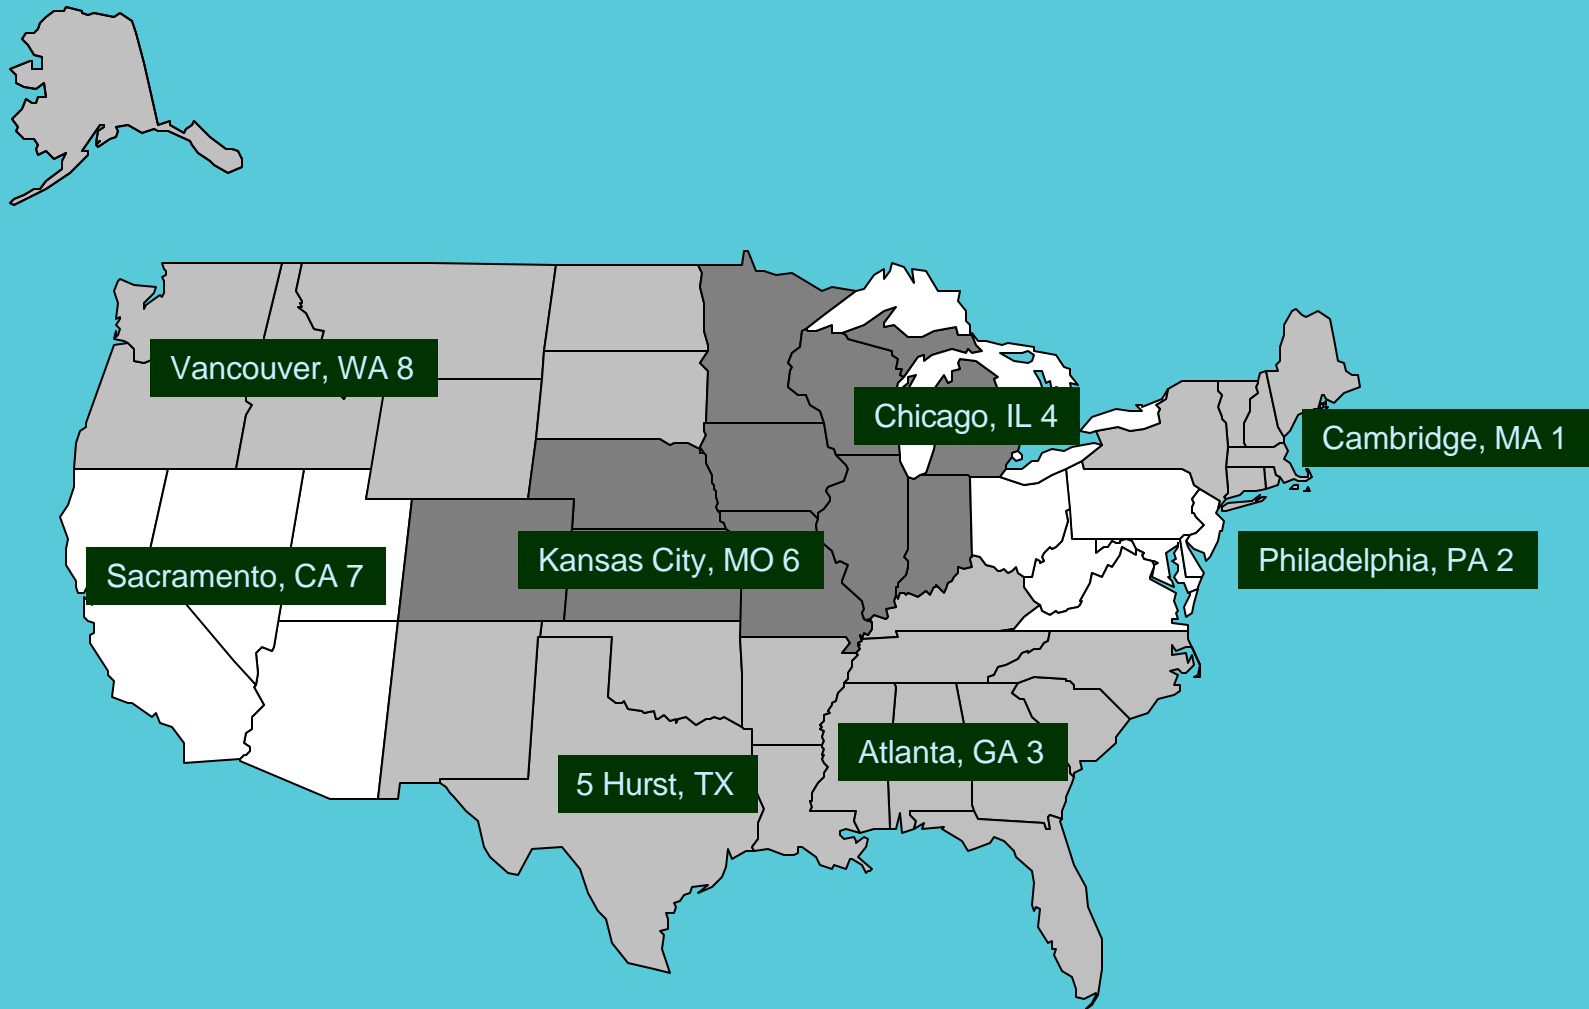 Vancouver, WA 8
Chicago, IL 4
Cambridge, MA 1
Sacramento, CA 7
Kansas City, MO 6
Philadelphia, PA 2
5 Hurst, TX
Atlanta, GA 3